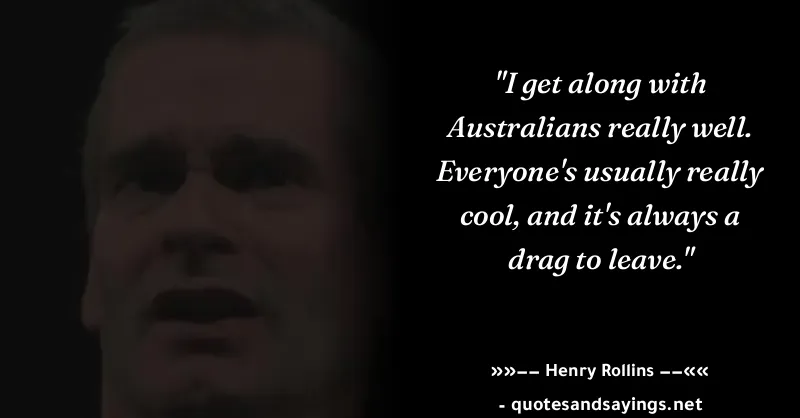 "I get along with
Australians really well.
Everyone's usually really
cool, and it's always a
drag to leave."
»»−− Henry Rollins −−««
- quotesandsayings.net